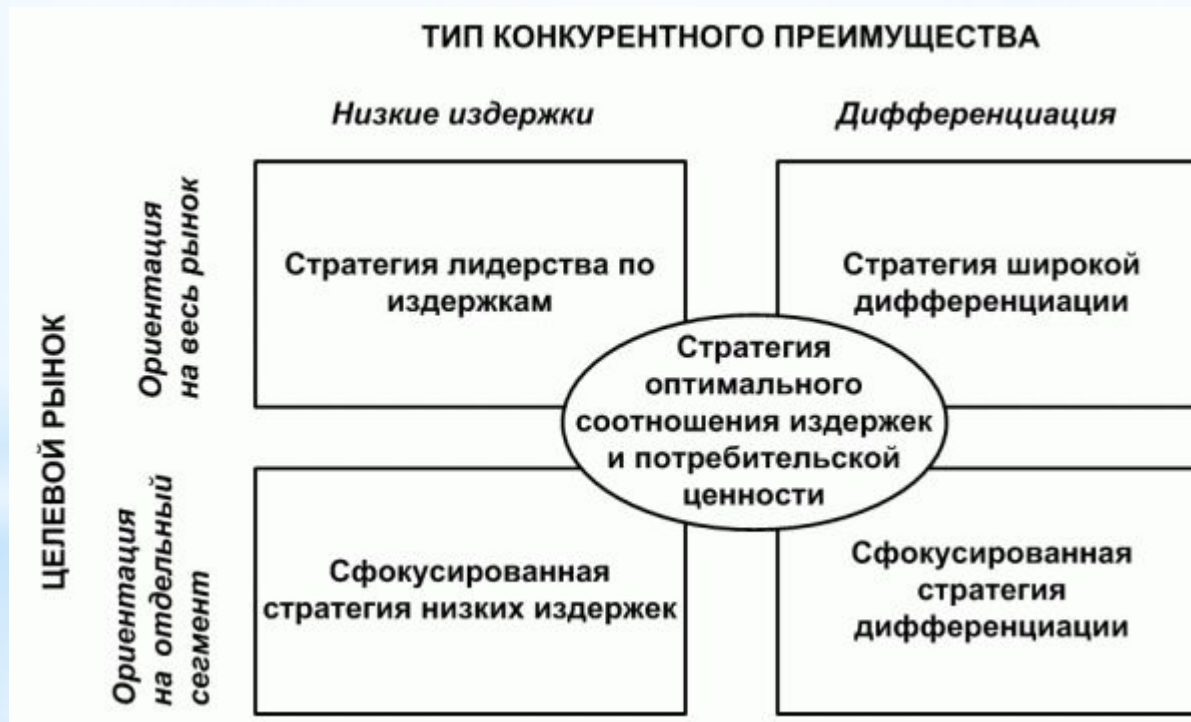 ТИП КОНКУРЕНТНОГО ПРЕИМУЩЕСТВА
Низкие издержки
Дифференциация
ЦЕЛЕВОЙ РЫНОК
Ориентация
на весь рынок
Стратегия лидерства по
издержкам
Стратегия широкой
дифференциации
Стратегия
оптимального
соотношения издержек
и потребительской
ценности
Ориентация
на отдельный
сегмент
Сфокусированная
стратегия низких издержек
Сфокусированная
стратегия
дифференциации